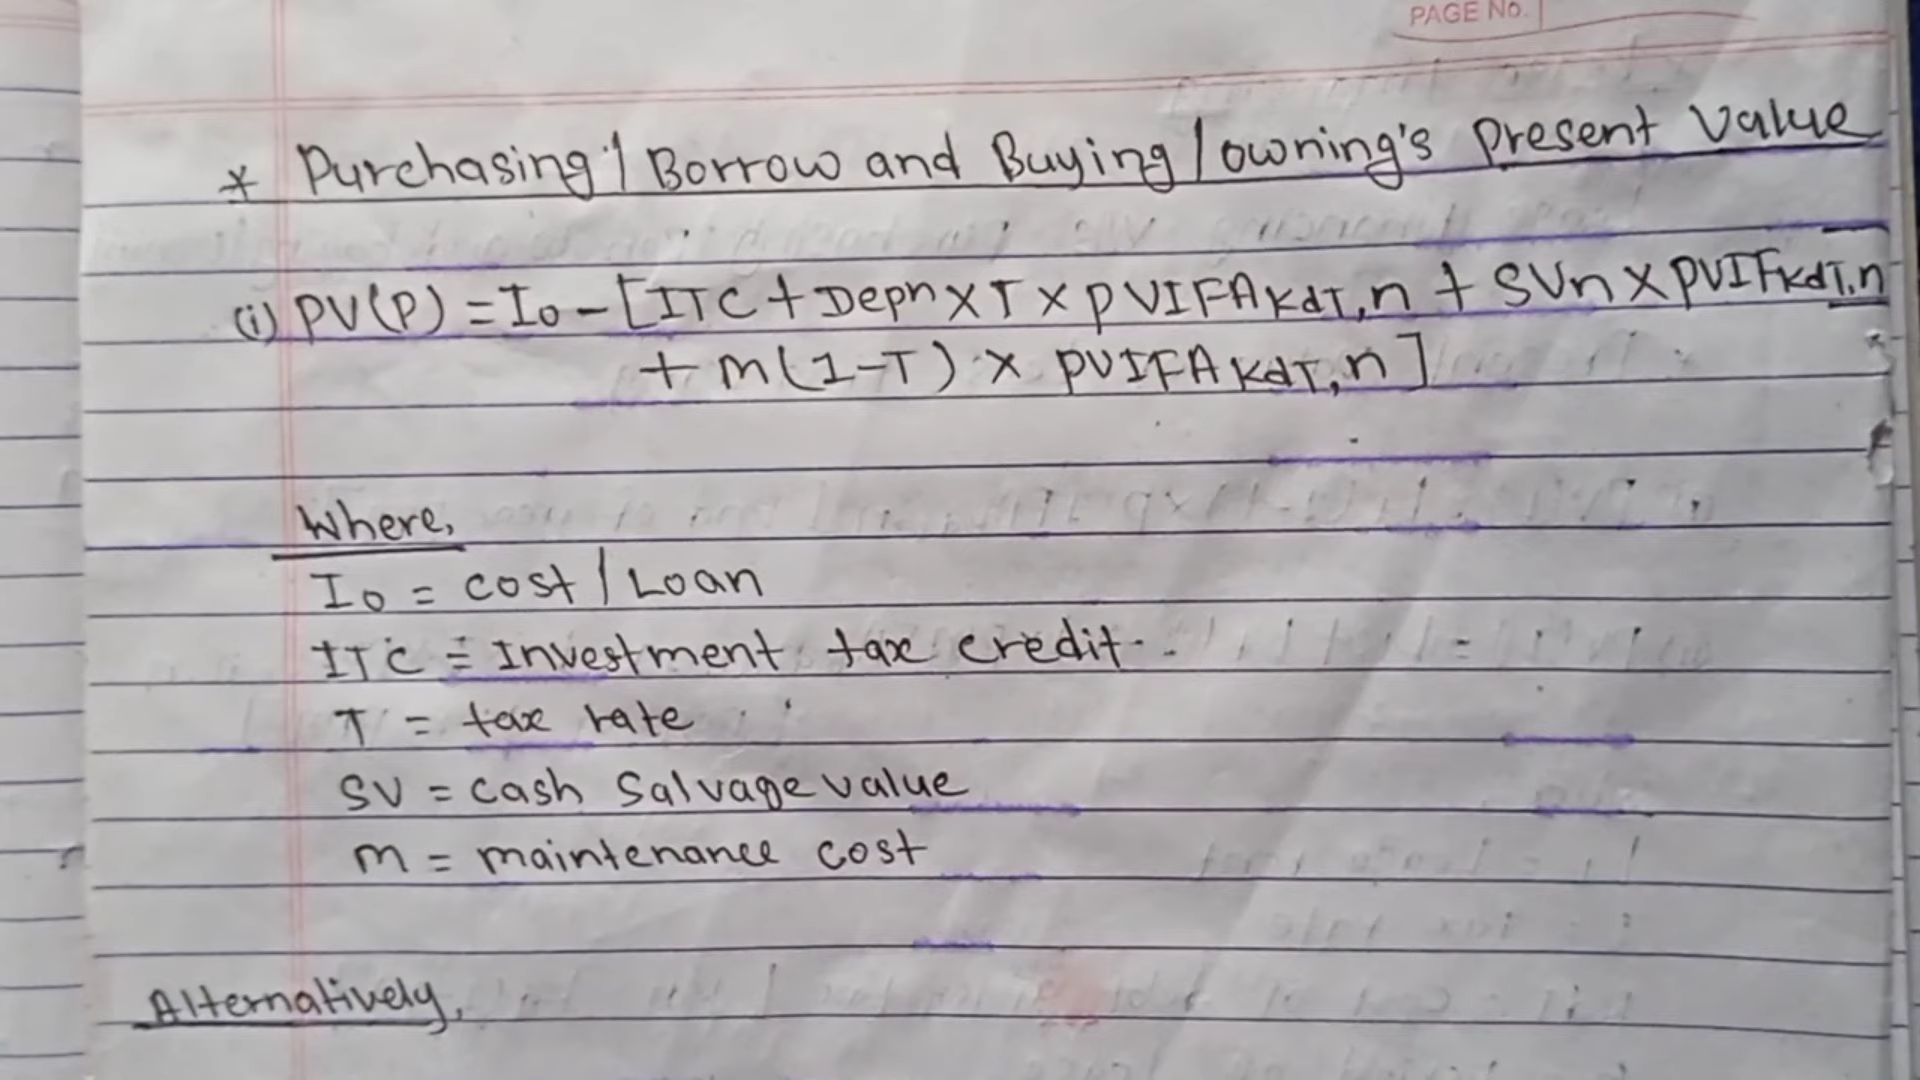 PAGE No.
* Purchasing / Borrow and Buying / owning's present value
(i) PV(P) = I₀ - [ITC + Depn × T × PVIFA KdT,n + SVn × PVIF KdT,n
+ m(1-T) × PVIFA KdT,n]
Where,
I₀ = cost / Loan
ITC = Investment tax credit.
T = tax rate
SV = cash salvage value
m = maintenance cost
Alternatively,